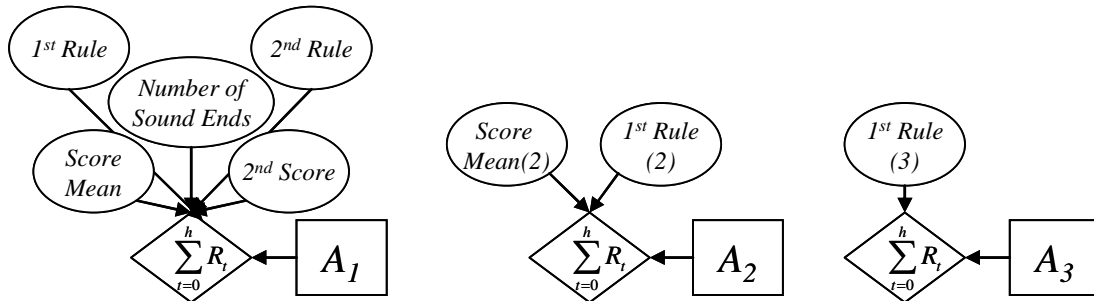 1st Rule
2nd Rule
Number of
Sound Ends
Score
Mean
2nd Score
h
∑ Rt
t=0
A1
Score
Mean(2)
1st Rule
(2)
h
∑ Rt
t=0
A2
1st Rule
(3)
h
∑ Rt
t=0
A3